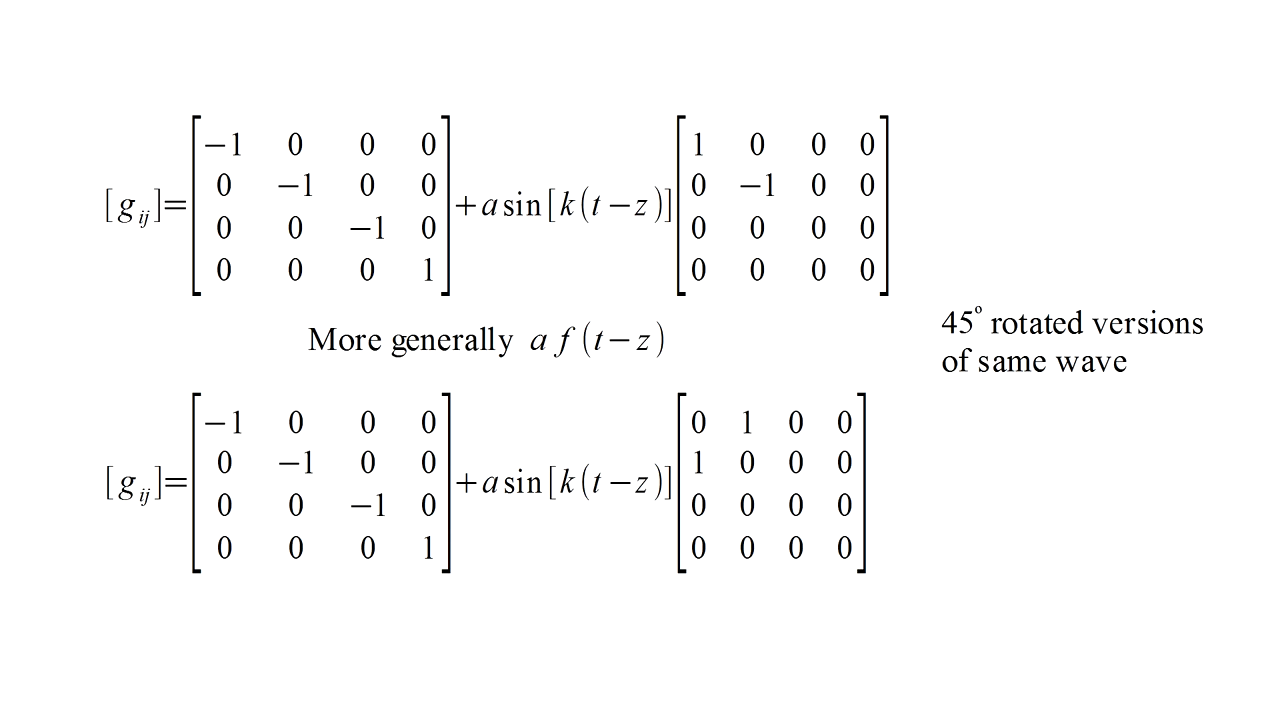 [g_ij]=[−1 0 0 0; 0 −1 0 0; 0 0 −1 0; 0 0 0 1]+a sin[k(t−z)][1 0 0 0; 0 −1 0 0; 0 0 0 0; 0 0 0 0]
More generally a f(t−z)
45° rotated versions
of same wave
[g_ij]=[−1 0 0 0; 0 −1 0 0; 0 0 −1 0; 0 0 0 1]+a sin[k(t−z)][0 1 0 0; 1 0 0 0; 0 0 0 0; 0 0 0 0]